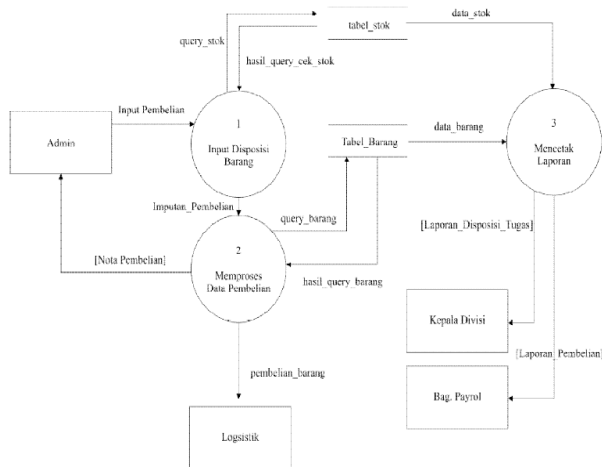 data_stok
tabel_stok
query_stok
hasil_query_cek_stok
Input Pembelian
1
Input Disposisi
Barang
Admin
Tabel_Barang
data_barang
3
Mencetak
Laporan
Imputan_Pembelian
query_barang
[Laporan_Disposisi_Tugas]
[Nota Pembelian]
2
Memproses
Data Pembelian
hasil_query_barang
Kepala Divisi
[Laporan_Pembelian]
pembelian_barang
Bag. Payrol
Logsistik